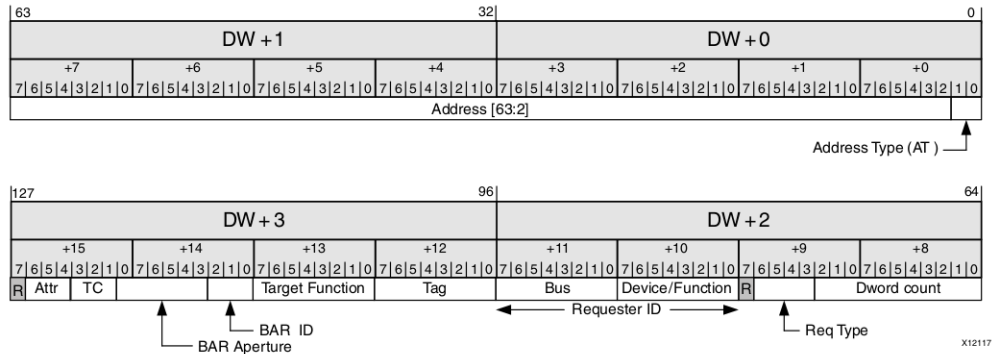 63 32 0
DW +1 DW +0
+7 +6 +5 +4 +3 +2 +1 +0
7 6 5 4 3 2 1 0 7 6 5 4 3 2 1 0 7 6 5 4 3 2 1 0 7 6 5 4 3 2 1 0 7 6 5 4 3 2 1 0 7 6 5 4 3 2 1 0 7 6 5 4 3 2 1 0 7 6 5 4 3 2 1 0
Address [63:2]
Address Type (AT )
127 96 64
DW + 3 DW + 2
+15 +14 +13 +12 +11 +10 +9 +8
7 6 5 4 3 2 1 0 7 6 5 4 3 2 1 0 7 6 5 4 3 2 1 0 7 6 5 4 3 2 1 0 7 6 5 4 3 2 1 0 7 6 5 4 3 2 1 0 7 6 5 4 3 2 1 0 7 6 5 4 3 2 1 0
R Attr TC Target Function Tag Bus Device/Function R Dword count
Requester ID
BAR ID Req Type
BAR Aperture
X12117